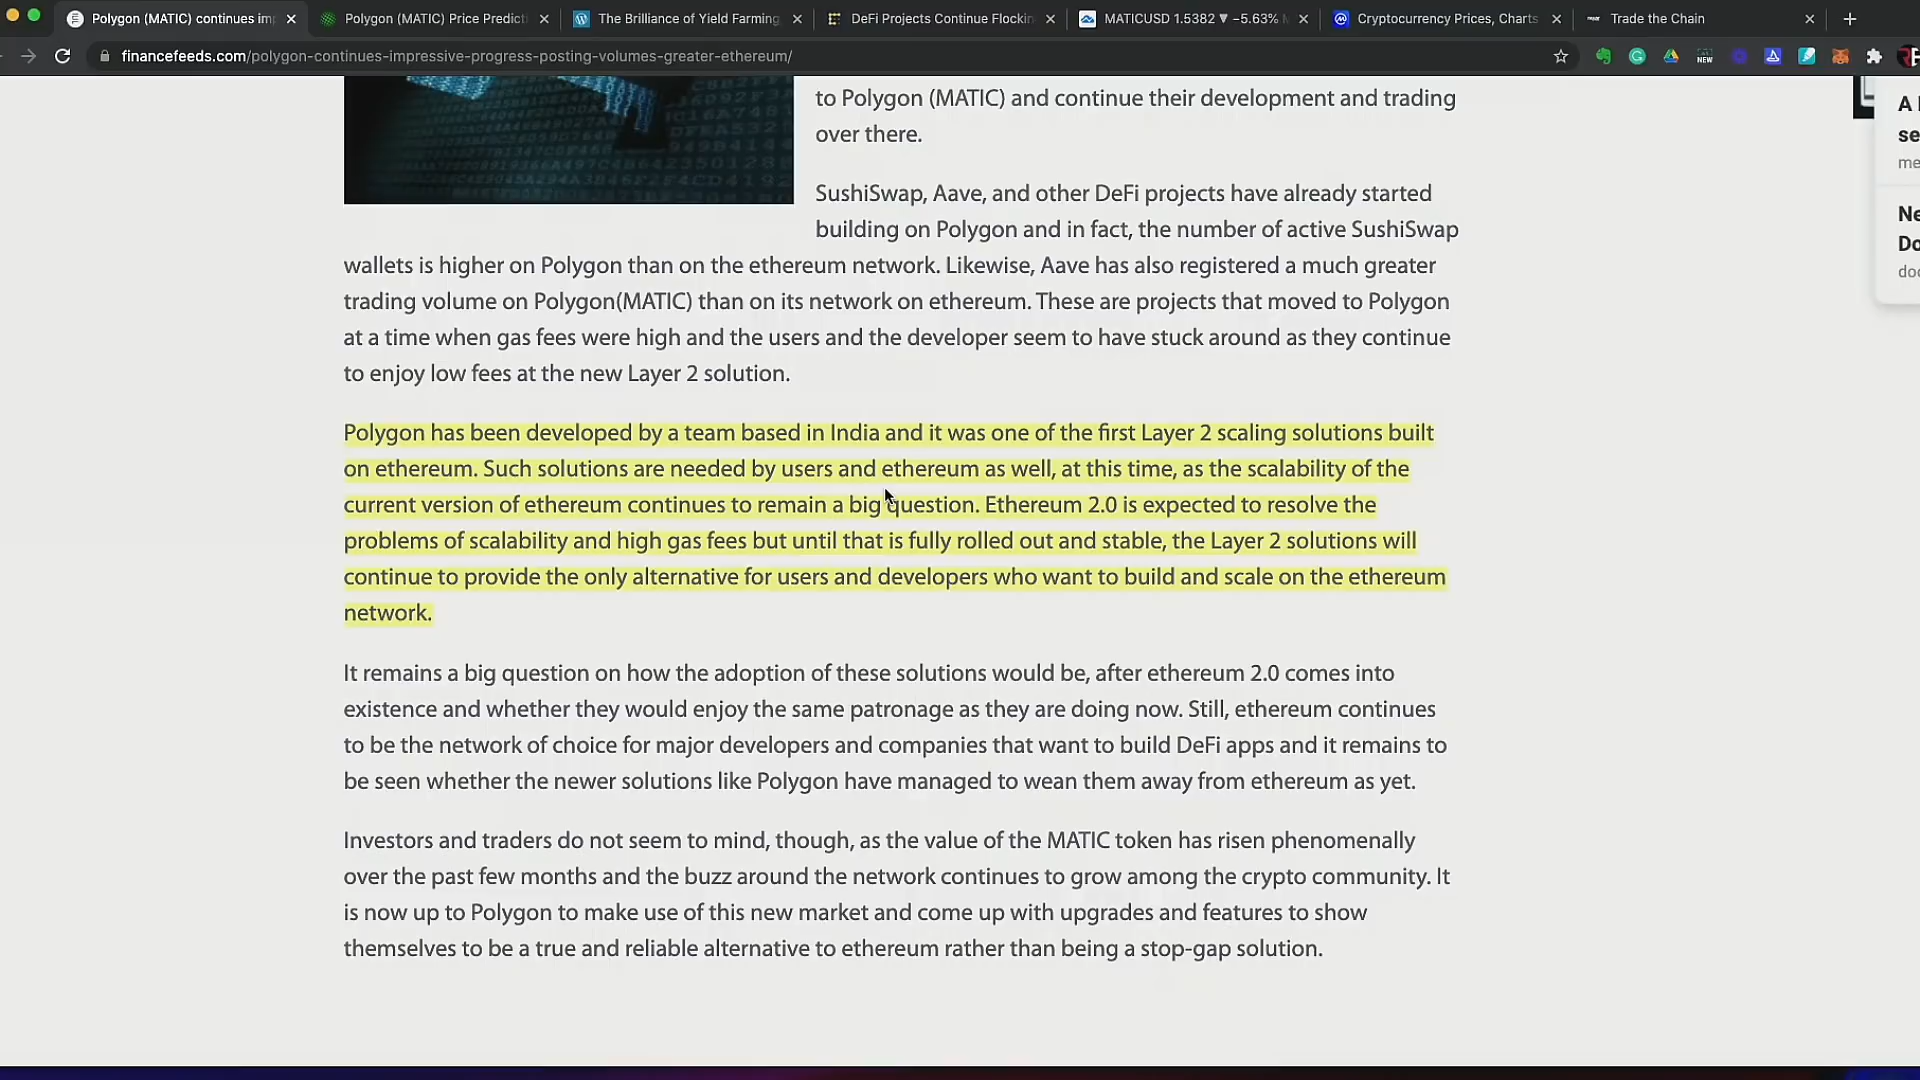 Polygon (MATIC) continues im
Polygon (MATIC) Price Predict
The Brilliance of Yield Farming
DeFi Projects Continue Flockin
MATICUSD 1.5382 ▼ −5.63%
Cryptocurrency Prices, Charts
Trade the Chain
financefeeds.com/polygon-continues-impressive-progress-posting-volumes-greater-ethereum/
NEW
to Polygon (MATIC) and continue their development and trading
over there.
SushiSwap, Aave, and other DeFi projects have already started
building on Polygon and in fact, the number of active SushiSwap
wallets is higher on Polygon than on the ethereum network. Likewise, Aave has also registered a much greater
trading volume on Polygon(MATIC) than on its network on ethereum. These are projects that moved to Polygon
at a time when gas fees were high and the users and the developer seem to have stuck around as they continue
to enjoy low fees at the new Layer 2 solution.
Polygon has been developed by a team based in India and it was one of the first Layer 2 scaling solutions built
on ethereum. Such solutions are needed by users and ethereum as well, at this time, as the scalability of the
current version of ethereum continues to remain a big question. Ethereum 2.0 is expected to resolve the
problems of scalability and high gas fees but until that is fully rolled out and stable, the Layer 2 solutions will
continue to provide the only alternative for users and developers who want to build and scale on the ethereum
network.
It remains a big question on how the adoption of these solutions would be, after ethereum 2.0 comes into
existence and whether they would enjoy the same patronage as they are doing now. Still, ethereum continues
to be the network of choice for major developers and companies that want to build DeFi apps and it remains to
be seen whether the newer solutions like Polygon have managed to wean them away from ethereum as yet.
Investors and traders do not seem to mind, though, as the value of the MATIC token has risen phenomenally
over the past few months and the buzz around the network continues to grow among the crypto community. It
is now up to Polygon to make use of this new market and come up with upgrades and features to show
themselves to be a true and reliable alternative to ethereum rather than being a stop-gap solution.
A
se
me
Ne
Do
doc